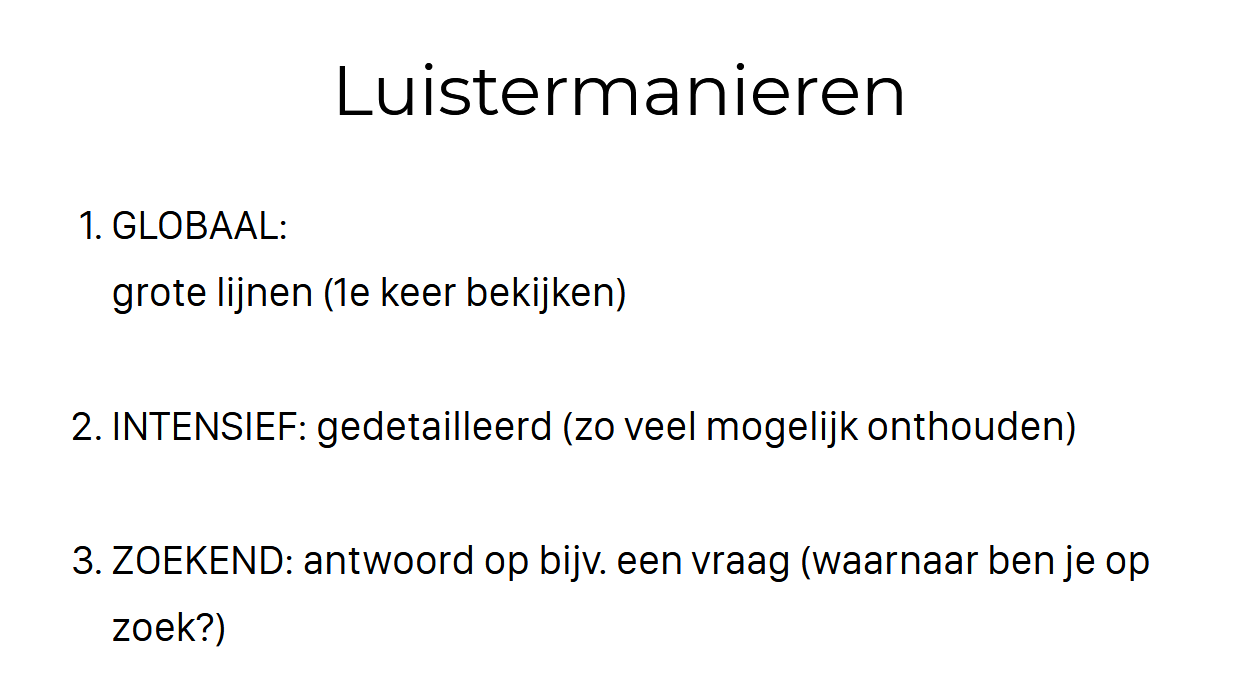 Luistermanieren
1. GLOBAAL:
grote lijnen (1e keer bekijken)
2. INTENSIEF: gedetailleerd (zo veel mogelijk onthouden)
3. ZOEKEND: antwoord op bijv. een vraag (waarnaar ben je op
zoek?)